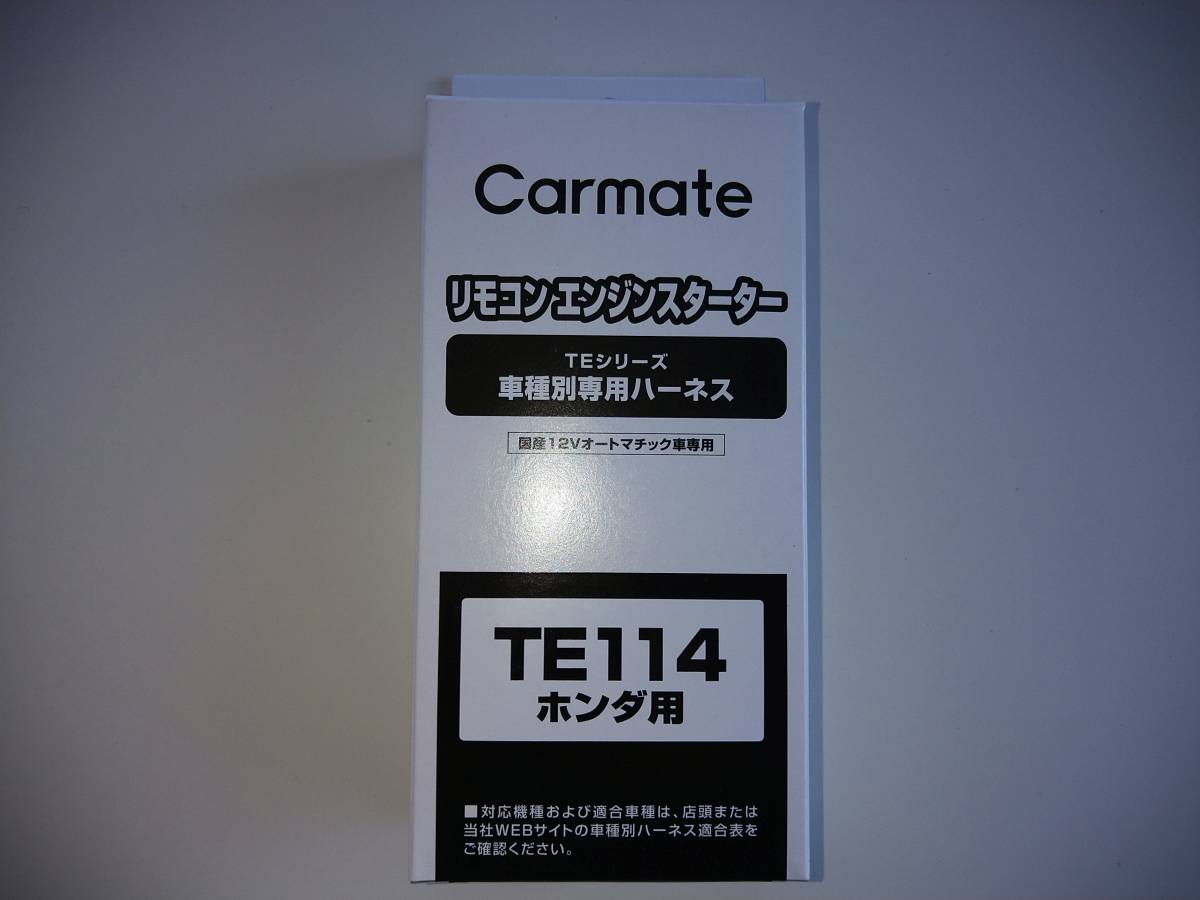 Carmate
リモコン エンジンスターター
TEシリーズ
車種別専用ハーネス
国産12Vオートマチック車専用
TE114
ホンダ用
■対応機種および適合車種は、店頭または
当社WEBサイトの車種別ハーネス適合表を
ご確認ください。